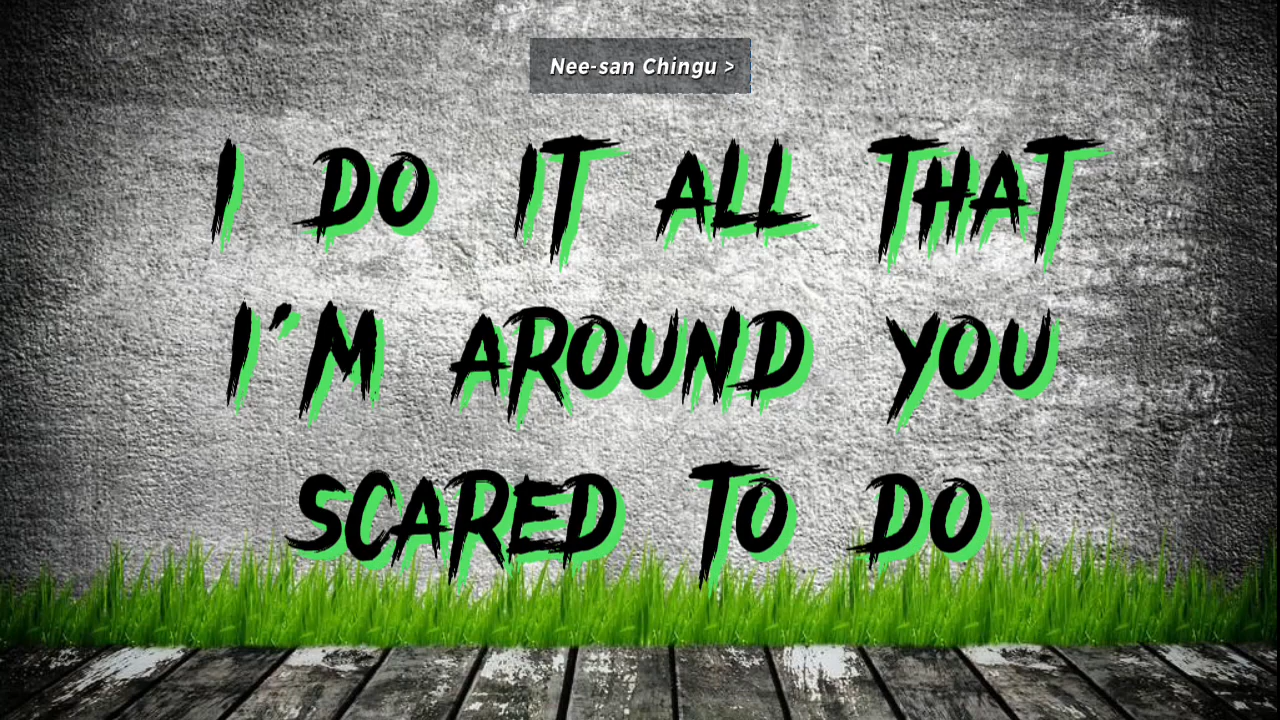 Nee-san Chingu >
I DO IT ALL THAT
I'M AROUND YOU
SCARED TO DO